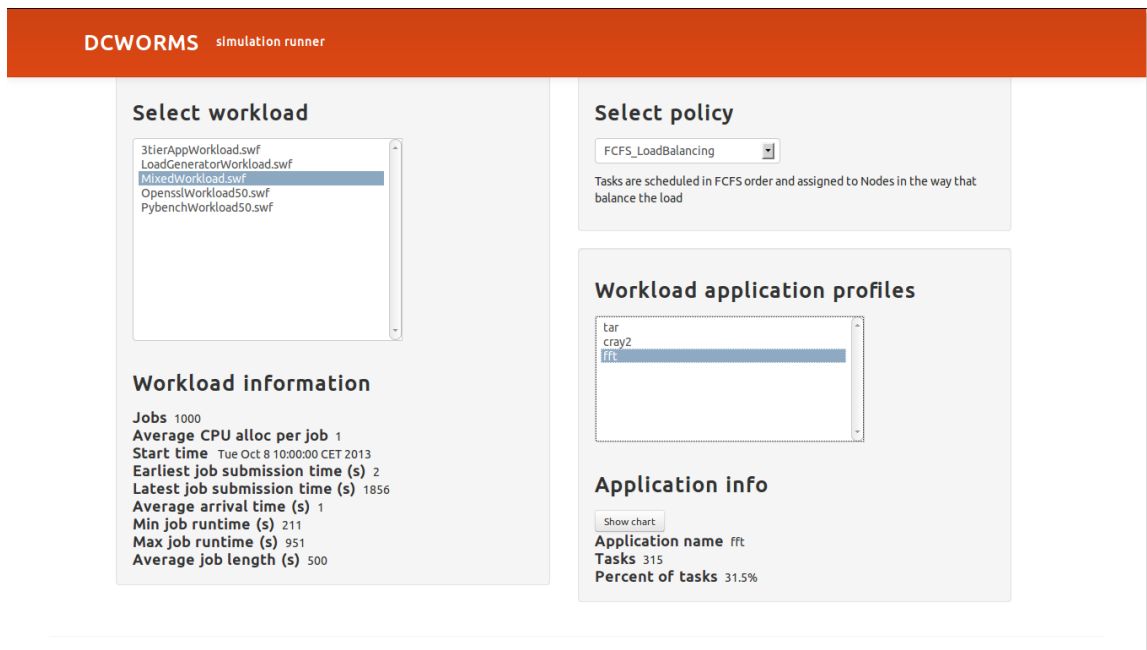 DCWORMS simulation runner
Select workload
3tierAppWorkload.swf
LoadGeneratorWorkload.swf
MixedWorkload.swf
OpensslWorkload50.swf
PybenchWorkload50.swf
Workload information
Jobs 1000
Average CPU alloc per job 1
Start time Tue Oct 8 10:00:00 CET 2013
Earliest job submission time (s) 2
Latest job submission time (s) 1856
Average arrival time (s) 1
Min job runtime (s) 211
Max job runtime (s) 951
Average job length (s) 500
Select policy
FCFS_LoadBalancing
Tasks are scheduled in FCFS order and assigned to Nodes in the way that
balance the load
Workload application profiles
tar
cray2
fft
Application info
Show chart
Application name fft
Tasks 315
Percent of tasks 31.5%